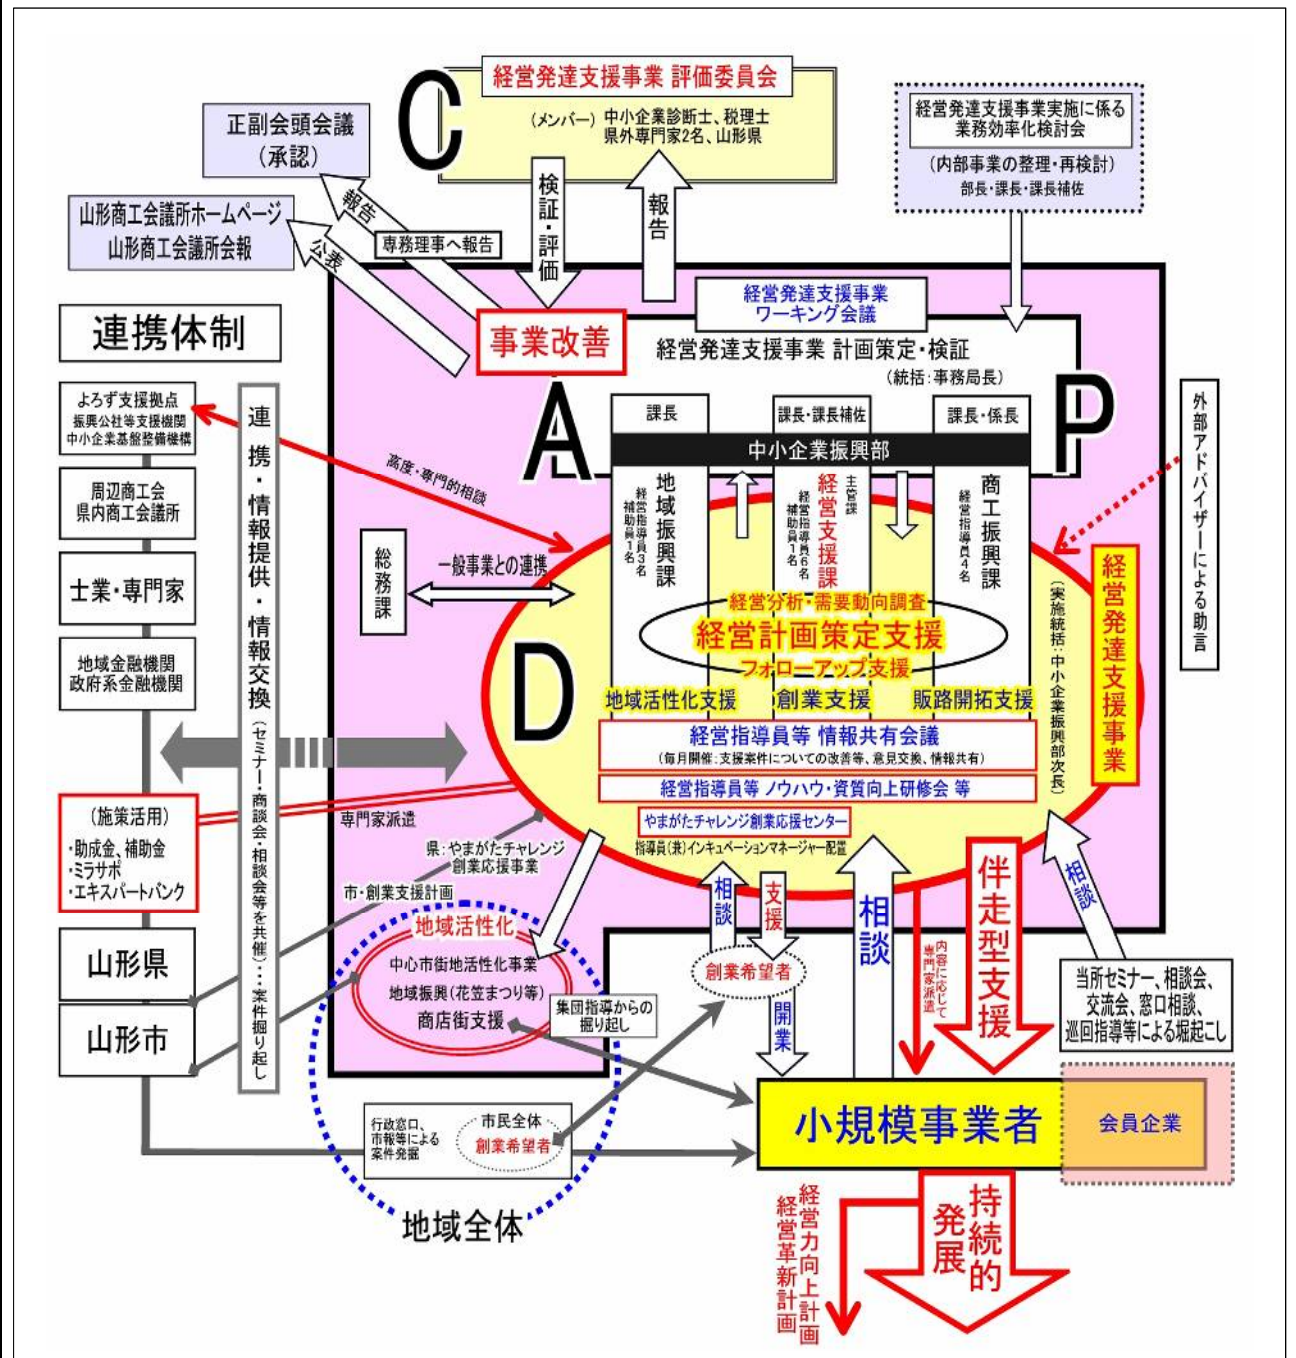 C
経営発達支援事業 評価委員会
（メンバー）中小企業診断士、税理士
県外専門家2名、山形県
正副会頭会議
（承認）
山形商工会議所ホームページ
山形商工会議所会報
経営発達支援事業実施に係る
業務効率化検討会
（内部事業の整理・再検討）
部長・課長・課長補佐
報告
公表
専務理事へ報告
検証・評価
報告
経営発達支援事業
ワーキング会議
事業改善
経営発達支援事業 計画策定・検証
（統括：事務局長）
A
P
課長
課長・課長補佐
課長・係長
中小企業振興部
地域振興課
経営指導員3名
補助員1名
主管課
経営支援課
経営指導員6名
補助員1名
商工振興課
経営指導員4名
連携体制
よろず支援拠点
振興公社等支援機関
中小企業基盤整備機構
周辺商工会
県内商工会議所
士業・専門家
地域金融機関
政府系金融機関
（施策活用）
・助成金、補助金
・ミラサポ
・エキスパートバンク
山形県
山形市
連携・情報提供・情報交換（セミナー・商談会・相談会等を共催）・・・案件掘り起し
高度・専門的相談
総務課
一般事業との連携
外部アドバイザーによる助言
D
経営分析・需要動向調査
経営計画策定支援
フォローアップ支援
地域活性化支援
創業支援
販路開拓支援
経営指導員等 情報共有会議
（毎月開催：支援案件についての改善等、意見交換、情報共有）
経営指導員等 ノウハウ・資質向上研修会 等
やまがたチャレンジ創業応援センター
指導員（兼）インキュベーションマネージャー配置
（実施統括：中小企業振興部次長）
経営発達支援事業
専門家派遣
県：やまがたチャレンジ
創業応援事業
市・創業支援計画
地域活性化
中心市街地活性化事業
地域振興（花笠まつり等）
商店街支援
集団指導からの
掘り起し
相談
支援
創業希望者
開業
相談
内容に応じて
専門家派遣
伴走型支援
相談
当所セミナー、相談会、
交流会、窓口相談、
巡回指導等による堀起こし
行政窓口、
市報等による
案件発掘
市民全体
創業希望者
地域全体
小規模事業者
会員企業
経営力向上計画
経営革新計画
持続的
発展